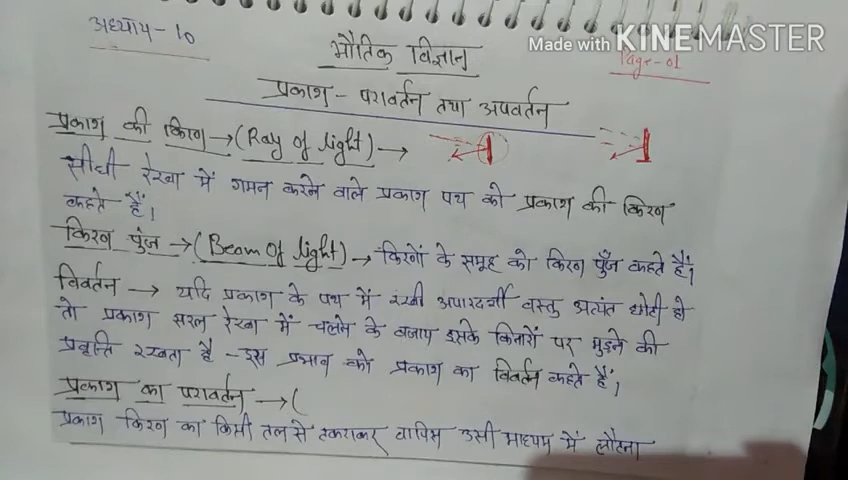 अध्याय-10
Made with KINEMASTER
भौतिक विज्ञान
Page-01
प्रकाश - परावर्तन तथा अपवर्तन
प्रकाश की किरण →(Ray of light) →
सीधी रेखा में गमन करने वाले प्रकाश पथ को प्रकाश की किरण
कहते हैं।
किरण पुंज →(Beam of light) → किरणों के समूह को किरण पुँज कहते हैं।
विवर्तन → यदि प्रकाश के पथ में रखी अपारदर्शी वस्तु अत्यंत छोटी हो
तो प्रकाश सरल रेखा में चलने के बजाय इसके किनारों पर मुड़ने की
प्रवृत्ति रखता है - इस प्रभाव को प्रकाश का विवर्तन कहते हैं।
प्रकाश का परावर्तन →(
प्रकाश किरण का किसी तल से टकराकर वापिस उसी माध्यम में लौटना